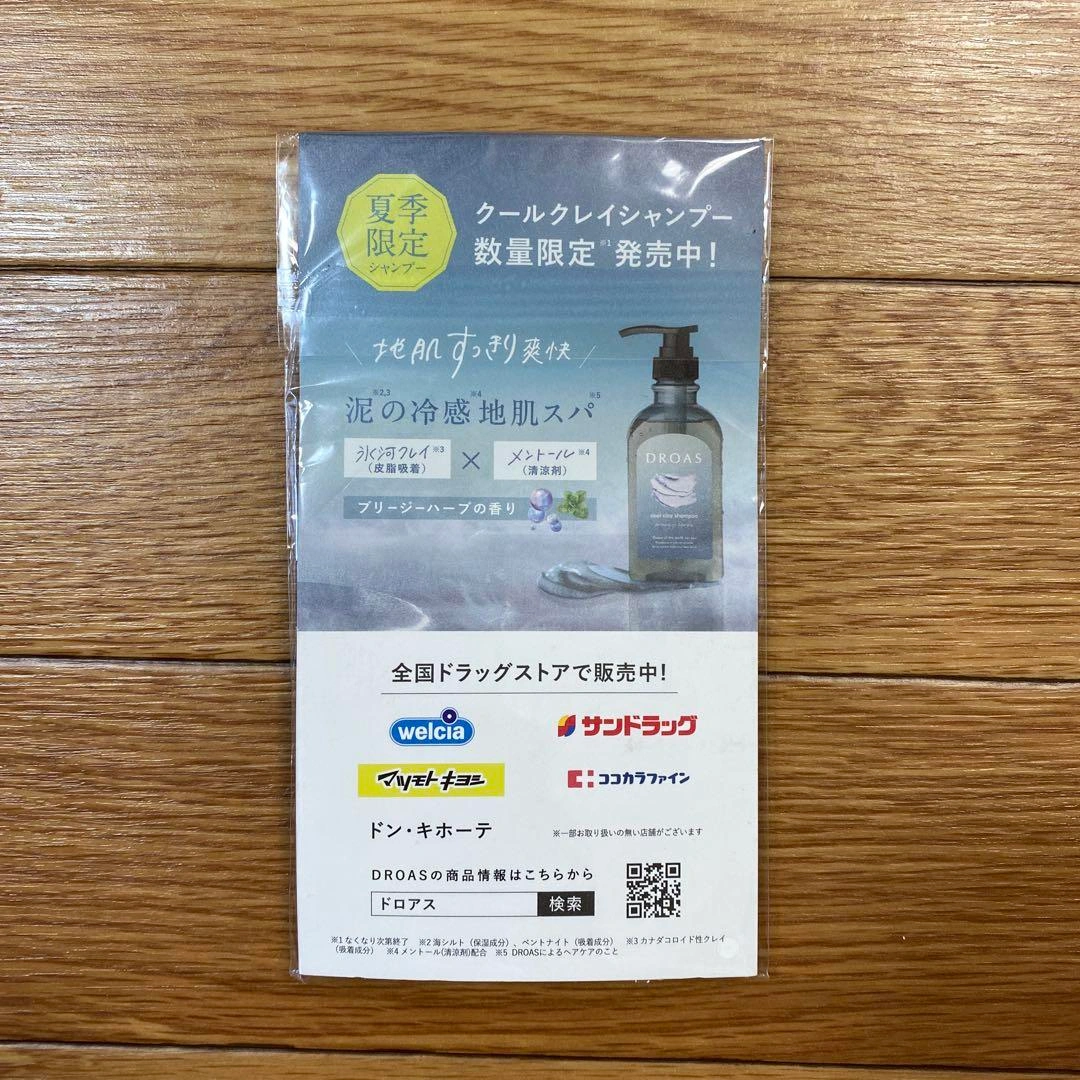 夏季
限定
シャンプー
クールクレイシャンプー
数量限定※1発売中!
地肌すっきり爽快
泥※2,3の冷感※4地肌スパ※5
氷河クレイ※3
(皮脂吸着)
×
メントール※4
(清涼剤)
ブリージーハーブの香り
DROAS
cool clay shampoo
全国ドラッグストアで販売中!
welcia
サンドラッグ
マツモトキヨシ
ココカラファイン
ドン・キホーテ
※一部お取り扱いの無い店舗がございます
DROASの商品情報はこちらから
ドロアス 検索
※1 なくなり次第終了 ※2 海シルト(保湿成分)、ベントナイト(吸着成分) ※3 カナダコロイド性クレイ
(吸着成分) ※4 メントール(清涼剤)配合 ※5 DROASによるヘアケアのこと